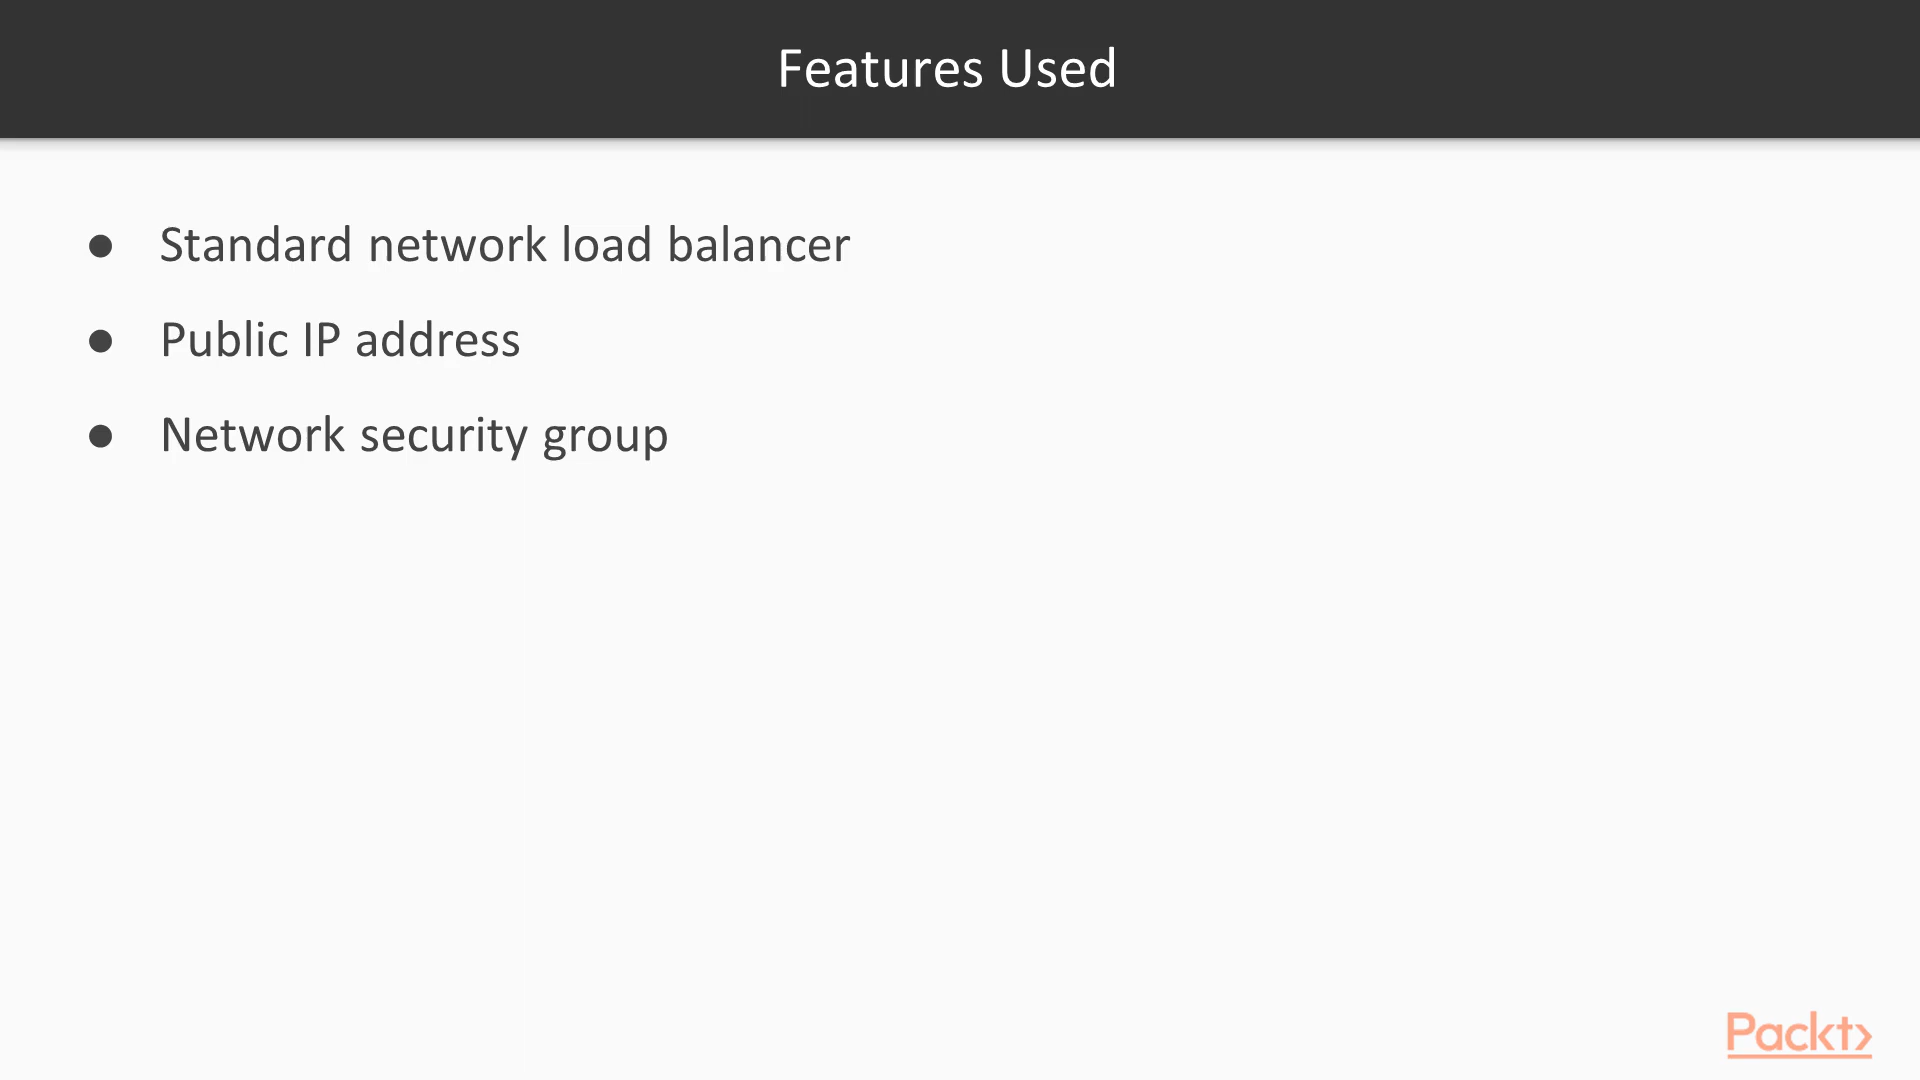 Features Used
● Standard network load balancer
● Public IP address
● Network security group
Packt>